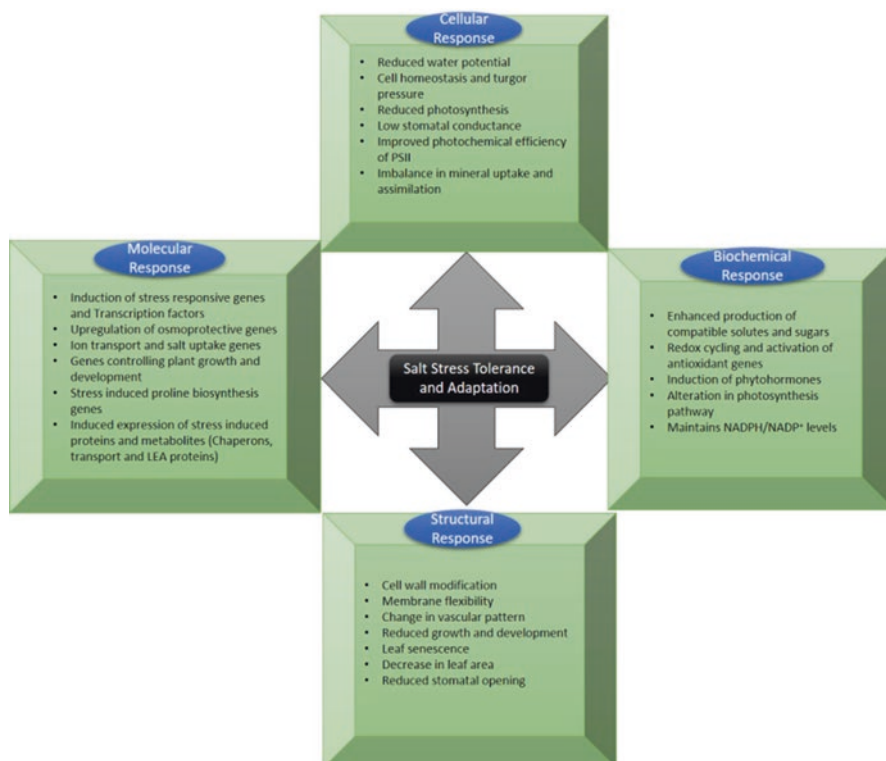 Cellular
Response
• Reduced water potential
• Cell homeostasis and turgor
pressure
• Reduced photosynthesis
• Low stomatal conductance
• Improved photochemical efficiency
of PSII
• Imbalance in mineral uptake and
assimilation
Molecular
Response
• Induction of stress responsive genes
and Transcription factors
• Upregulation of osmoprotective genes
• Ion transport and salt uptake genes
• Genes controlling plant growth and
development
• Stress induced proline biosynthesis
genes
• Induced expression of stress induced
proteins and metabolites (Chaperons,
transport and LEA proteins)
Salt Stress Tolerance
and Adaptation
Biochemical
Response
• Enhanced production of
compatible solutes and sugars
• Redox cycling and activation of
antioxidant genes
• Induction of phytohormones
• Alteration in photosynthesis
pathway
• Maintains NADPH/NADP⁺ levels
Structural
Response
• Cell wall modification
• Membrane flexibility
• Change in vascular pattern
• Reduced growth and development
• Leaf senescence
• Decrease in leaf area
• Reduced stomatal opening